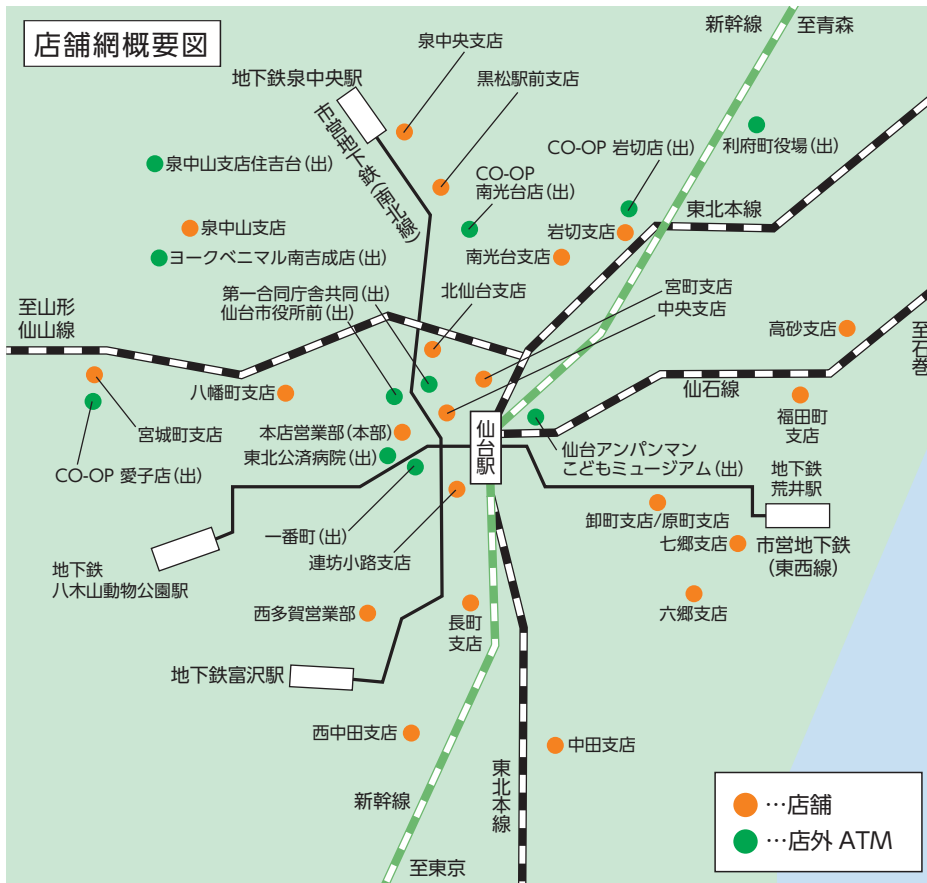 店舗網概要図
新幹線
至青森
泉中央支店
地下鉄泉中央駅
黒松駅前支店
市営地下鉄(南北線)
利府町役場(出)
CO-OP 岩切店(出)
泉中山支店住吉台(出)
CO-OP
南光台店(出)
東北本線
泉中山支店
岩切支店
ヨークベニマル南吉成店(出)
南光台支店
第一合同庁舎共同(出)
仙台市役所前(出)
北仙台支店
宮町支店
中央支店
至山形
仙山線
高砂支店
至石巻
仙石線
八幡町支店
福田町
支店
宮城町支店
本店営業部(本部)
仙台駅
仙台アンパンマン
こどもミュージアム(出)
東北公済病院(出)
CO-OP 愛子店(出)
地下鉄
荒井駅
卸町支店/原町支店
一番町(出)
七郷支店
市営地下鉄
(東西線)
連坊小路支店
地下鉄
八木山動物公園駅
六郷支店
西多賀営業部
長町
支店
地下鉄富沢駅
西中田支店
中田支店
東北本線
新幹線
至東京
…店舗
…店外 ATM